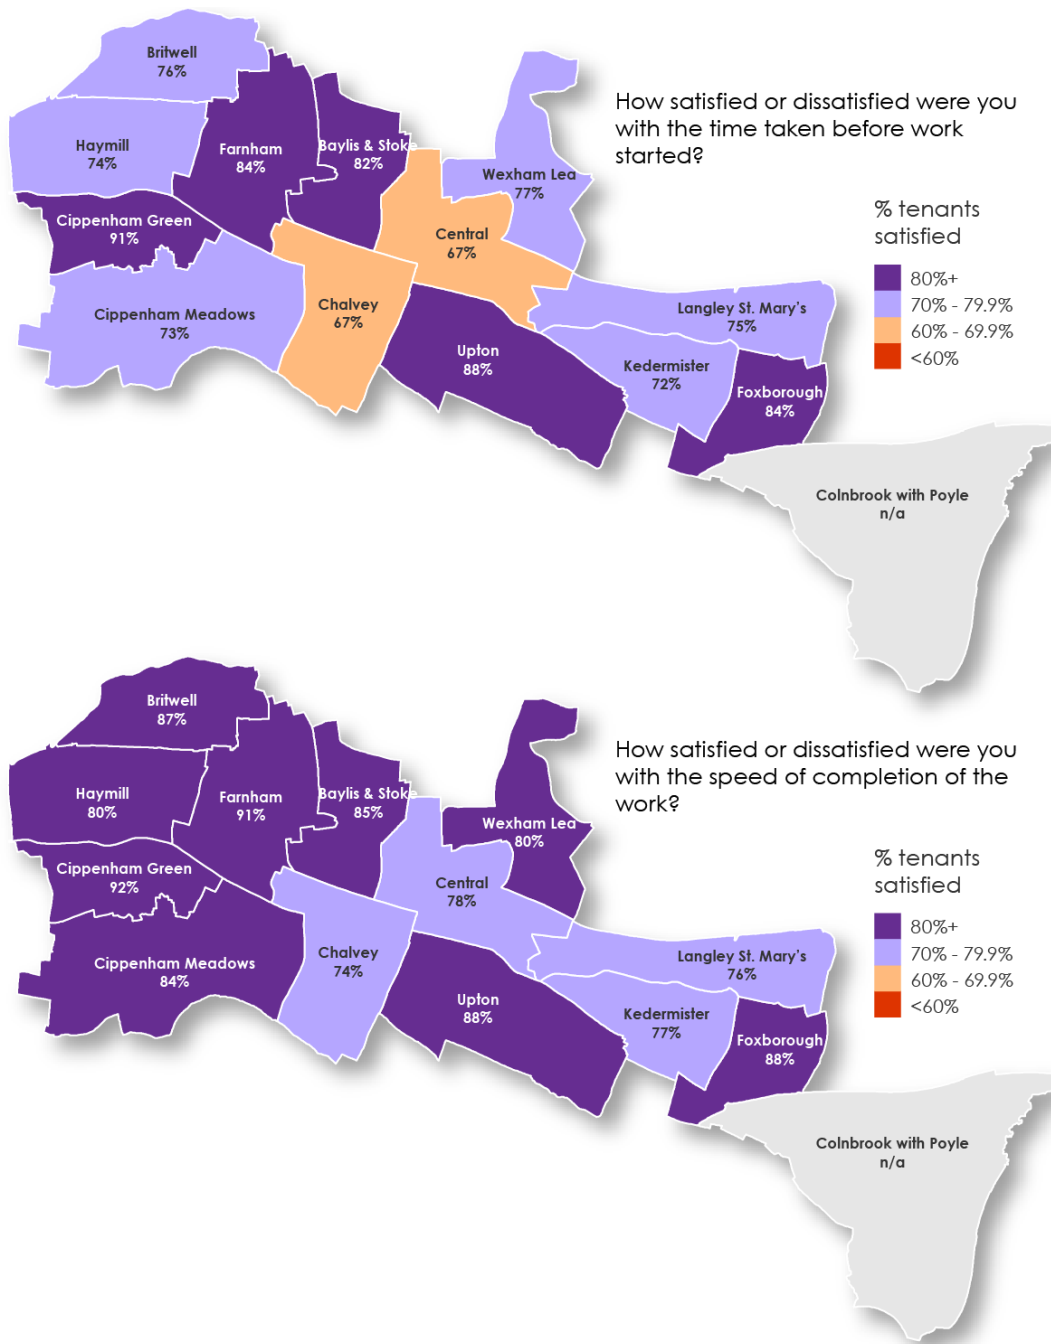 Britwell
76%
Haymill
74%
Farnham
84%
Baylis & Stoke
82%
Wexham Lea
77%
Cippenham Green
91%
Central
67%
Cippenham Meadows
73%
Chalvey
67%
Upton
88%
Langley St. Mary's
75%
Kedermister
72%
Foxborough
84%
Colnbrook with Poyle
n/a
How satisfied or dissatisfied were you
with the time taken before work
started?
% tenants
satisfied
80%+
70% - 79.9%
60% - 69.9%
<60%
Britwell
87%
Haymill
80%
Farnham
91%
Baylis & Stoke
85%
Wexham Lea
80%
Cippenham Green
92%
Central
78%
Cippenham Meadows
84%
Chalvey
74%
Upton
88%
Langley St. Mary's
76%
Kedermister
77%
Foxborough
88%
Colnbrook with Poyle
n/a
How satisfied or dissatisfied were you
with the speed of completion of the
work?
% tenants
satisfied
80%+
70% - 79.9%
60% - 69.9%
<60%